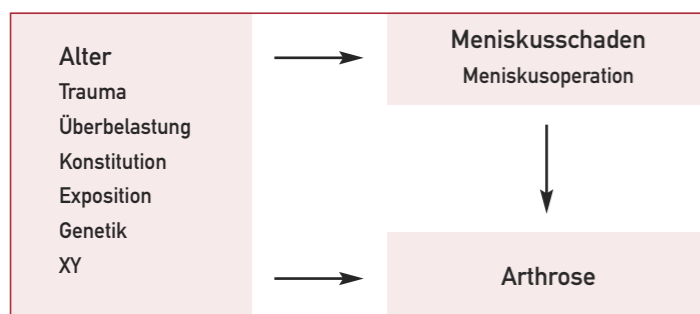 Alter
Trauma
Überbelastung
Konstitution
Exposition
Genetik
XY
Meniskusschaden
Meniskusoperation
Arthrose